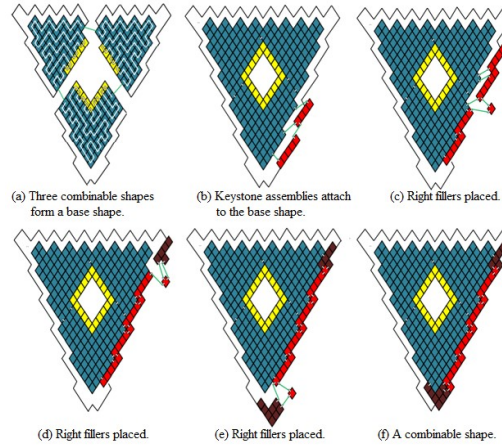 (a) Three combinable shapes
form a base shape.
(b) Keystone assemblies attach
to the base shape.
(c) Right fillers placed.
(d) Right fillers placed.
(e) Right fillers placed.
(f) A combinable shape.